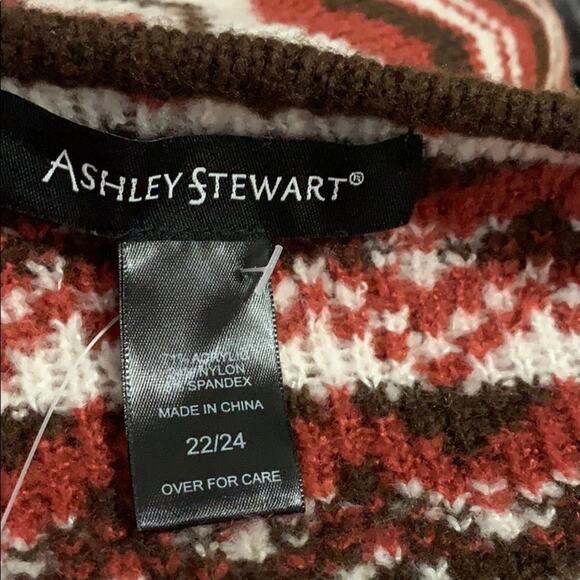 ASHLEY STEWART®
ACRYLIC
NYLON
SPANDEX
MADE IN CHINA
22/24
OVER FOR CARE